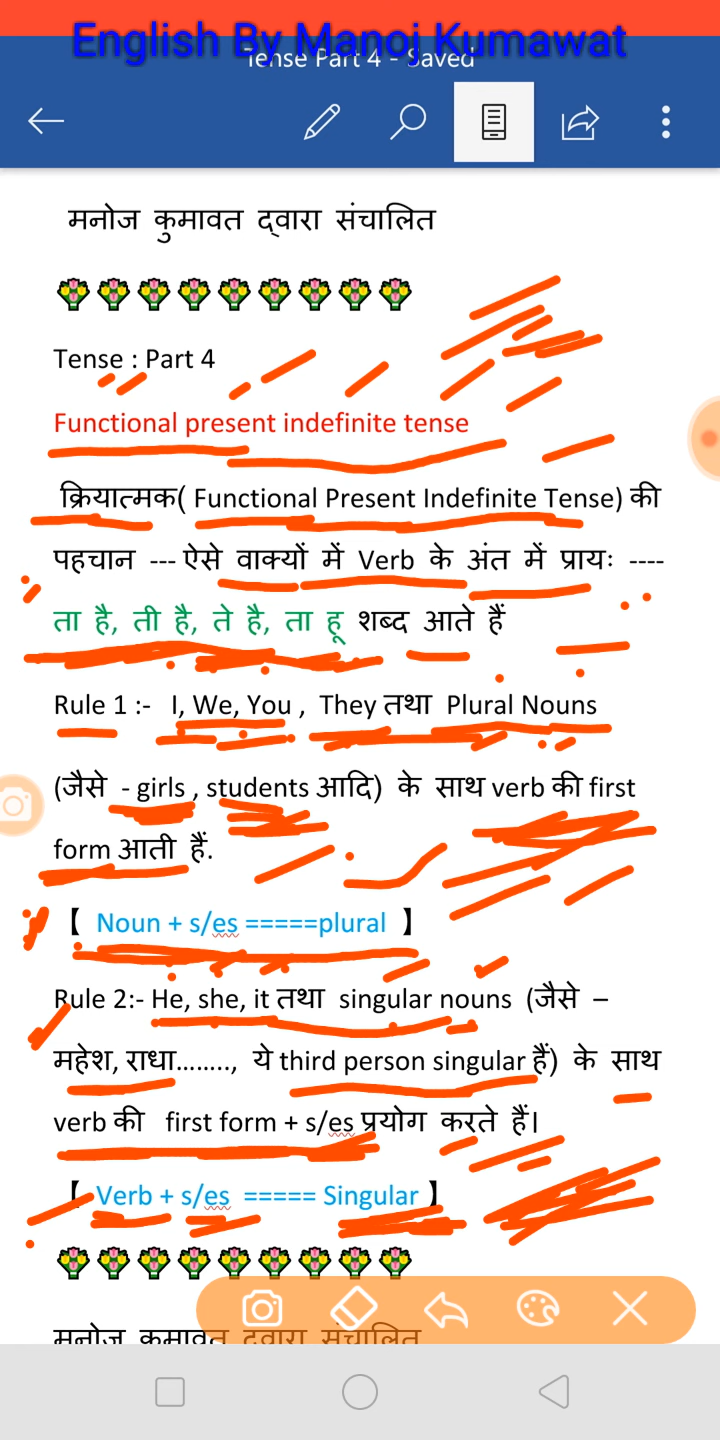 English By Manoj Kumawat
Tense Part 4 - Saved
मनोज कुमावत द्वारा संचालित
Tense : Part 4
Functional present indefinite tense
क्रियात्मक( Functional Present Indefinite Tense) की
पहचान --- ऐसे वाक्यों में Verb के अंत में प्रायः ----
ता है, ती है, ते है, ता हू शब्द आते हैं
Rule 1 :- I, We, You , They तथा Plural Nouns
(जैसे - girls , students आदि) के साथ verb की first
form आती हैं.
【 Noun + s/es =====plural 】
Rule 2:- He, she, it तथा singular nouns (जैसे –
महेश, राधा........, ये third person singular हैं) के साथ
verb की first form + s/es प्रयोग करते हैं।
【 Verb + s/es ===== Singular 】
मनोज कुमावत द्वारा संचालित